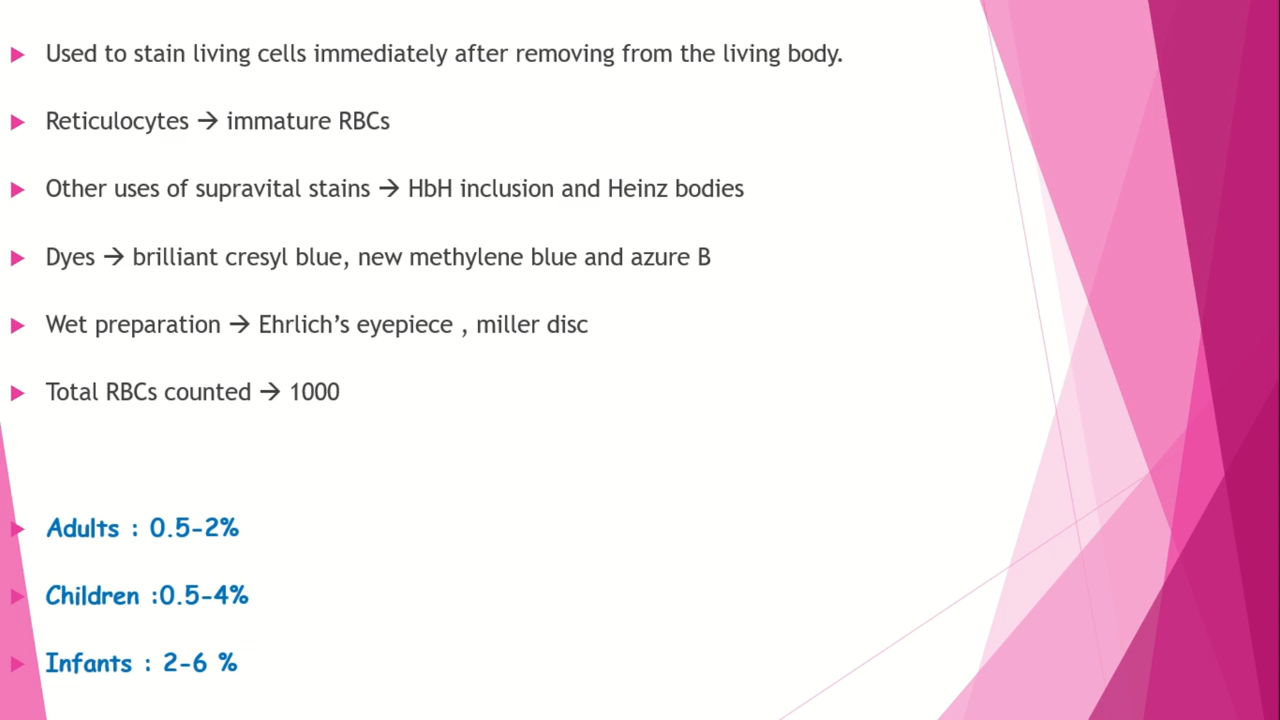 Used to stain living cells immediately after removing from the living body.
Reticulocytes → immature RBCs
Other uses of supravital stains → HbH inclusion and Heinz bodies
Dyes → brilliant cresyl blue, new methylene blue and azure B
Wet preparation → Ehrlich’s eyepiece , miller disc
Total RBCs counted → 1000
Adults : 0.5-2%
Children :0.5-4%
Infants : 2-6 %